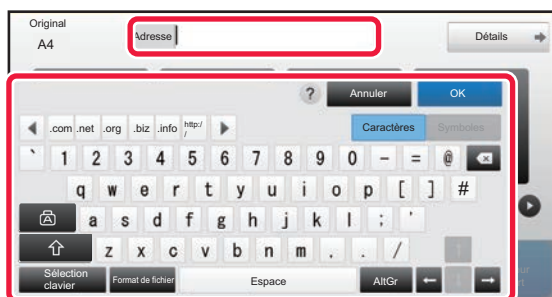 Original
A4
Adresse
Détails
? Annuler OK
.com .net .org .biz .info http:/
/
Caractères Symboles
` 1 2 3 4 5 6 7 8 9 0 - = @
q w e r t y u i o p [ ] #
a s d f g h j k l ; '
z x c v b n m . . /
Sélection
clavier
Format de fichier
Espace
AltGr